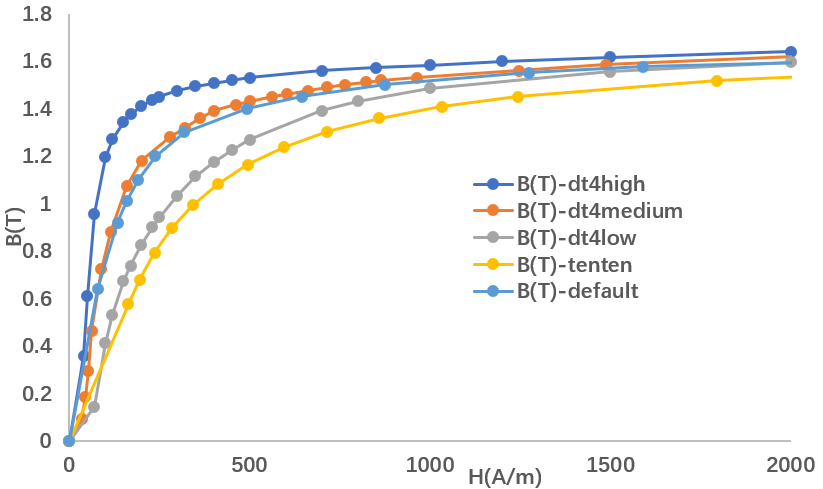 1.8
1.6
1.4
1.2
1
0.8
0.6
0.4
0.2
0
B(T)
B(T)-dt4high
B(T)-dt4medium
B(T)-dt4low
B(T)-tenten
B(T)-default
0 500 1000 1500 2000
H(A/m)